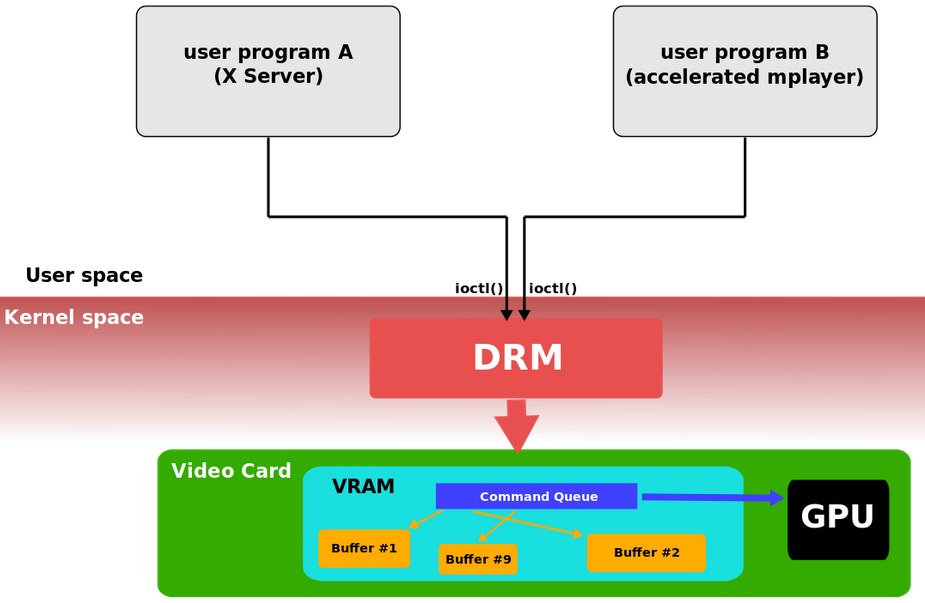 user program A
(X Server)
user program B
(accelerated mplayer)
User space
ioctl()
ioctl()
Kernel space
DRM
Video Card
VRAM
Command Queue
GPU
Buffer #1
Buffer #9
Buffer #2